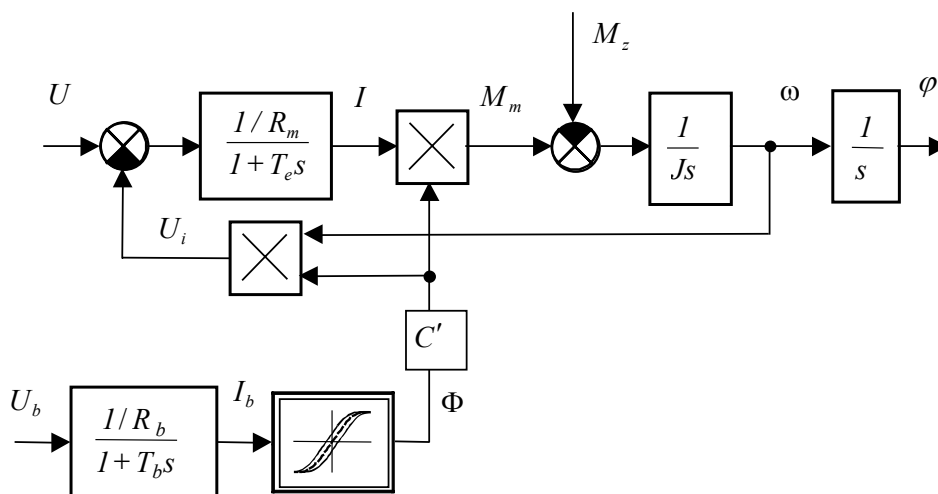 M_z
U
I
M_m
ω
φ
1 / R_m
1 + T_e s
1
Js
1
s
U_i
C′
U_b
I_b
Φ
1 / R_b
1 + T_b s